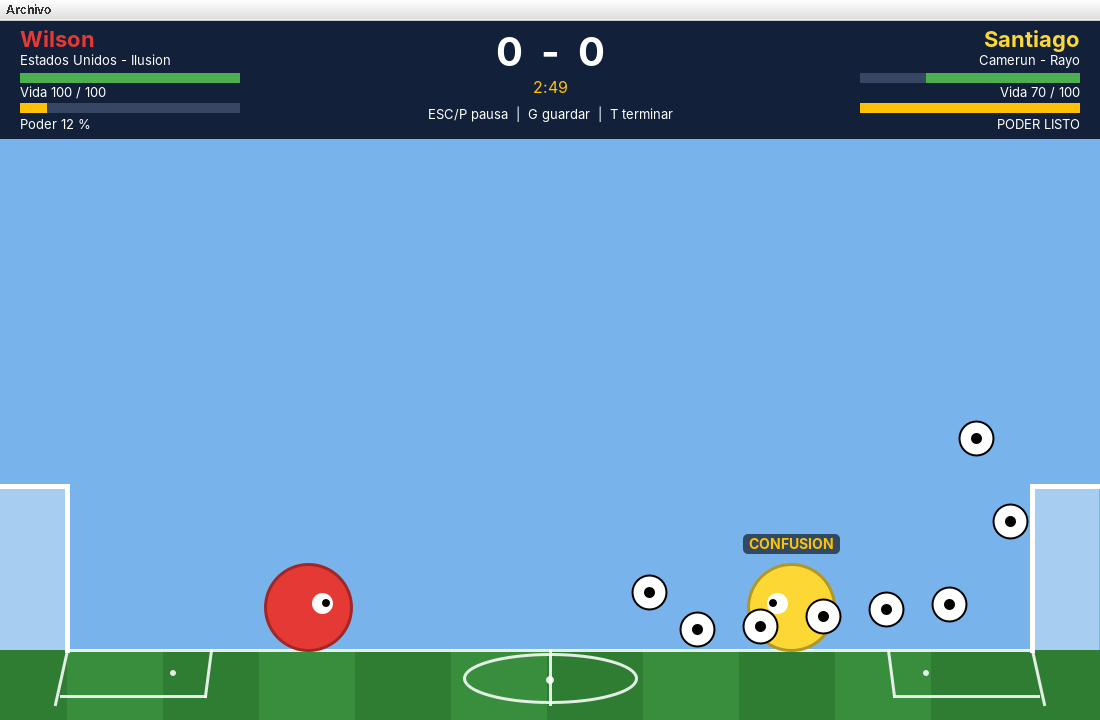 Archivo
Wilson
Estados Unidos - Ilusion
Vida 100 / 100
Poder 12 %
0 - 0
2:49
ESC/P pausa | G guardar | T terminar
Santiago
Camerun - Rayo
Vida 70 / 100
PODER LISTO
CONFUSION